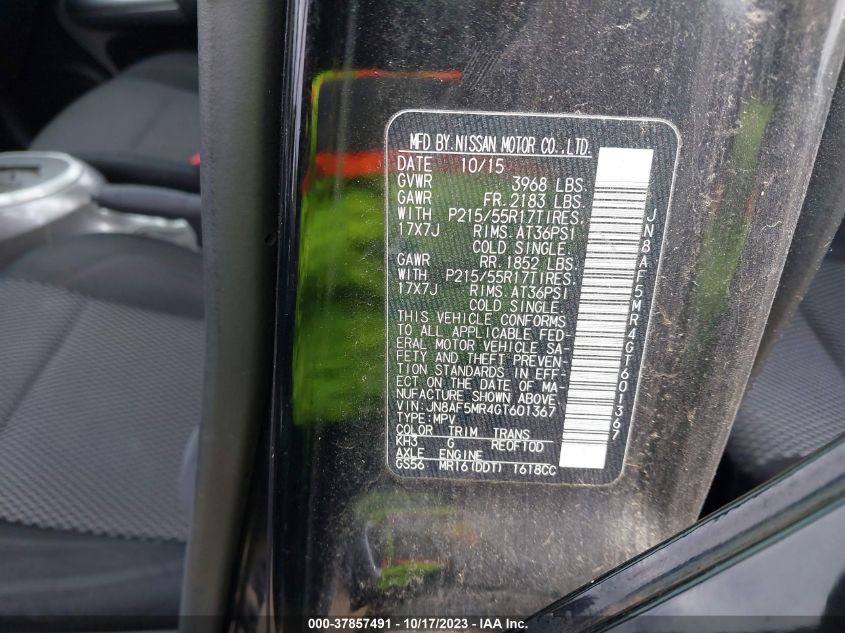 MFD BY.NISSAN MOTOR CO.,LTD.
DATE 10/15
GVWR 3968 LBS.
GAWR FR.2183 LBS.
WITH P215/55R17TIRES.
17X7J RIMS.AT36PSI
COLD SINGLE.
GAWR RR.1852 LBS.
WITH P215/55R17TIRES.
17X7J RIMS.AT36PSI
COLD SINGLE.
THIS VEHICLE CONFORMS
TO ALL APPLICABLE FED-
ERAL MOTOR VEHICLE SA-
FETY AND THEFT PREVEN-
TION STANDARDS IN EFF-
ECT ON THE DATE OF MA-
NUFACTURE SHOWN ABOVE.
VIN:JN8AF5MR4GT601367
TYPE:MPV
COLOR TRIM TRANS
KH3 G RE0F10D
AXLE ENGINE
GS56 MR16(DDT) 1618CC
JN8AF5MR4GT601367
000-37857491 - 10/17/2023 - IAA Inc.